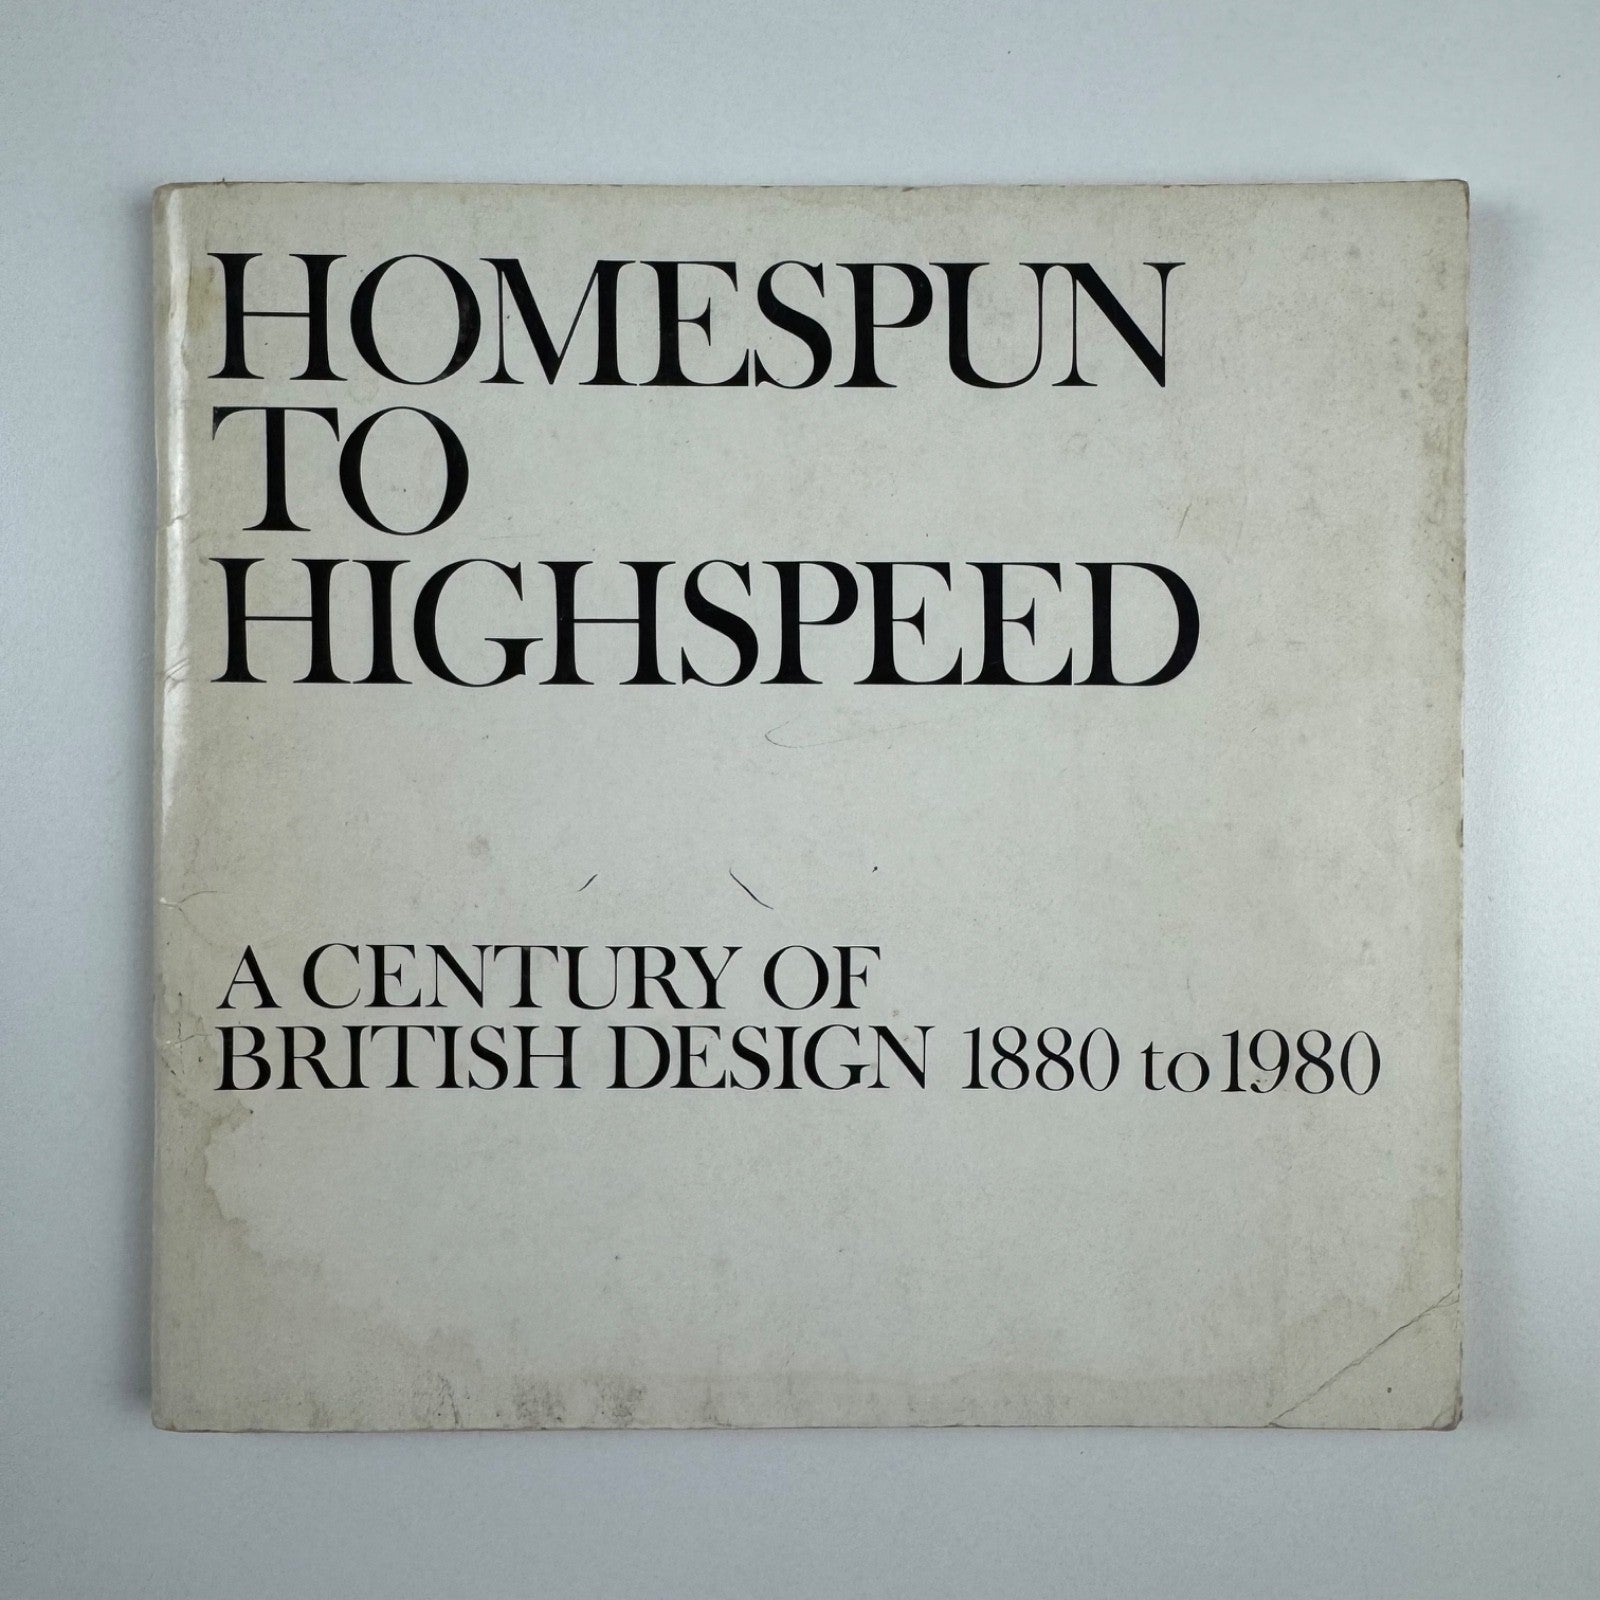 HOMESPUN
TO
HIGHSPEED
A CENTURY OF
BRITISH DESIGN 1880 to 1980